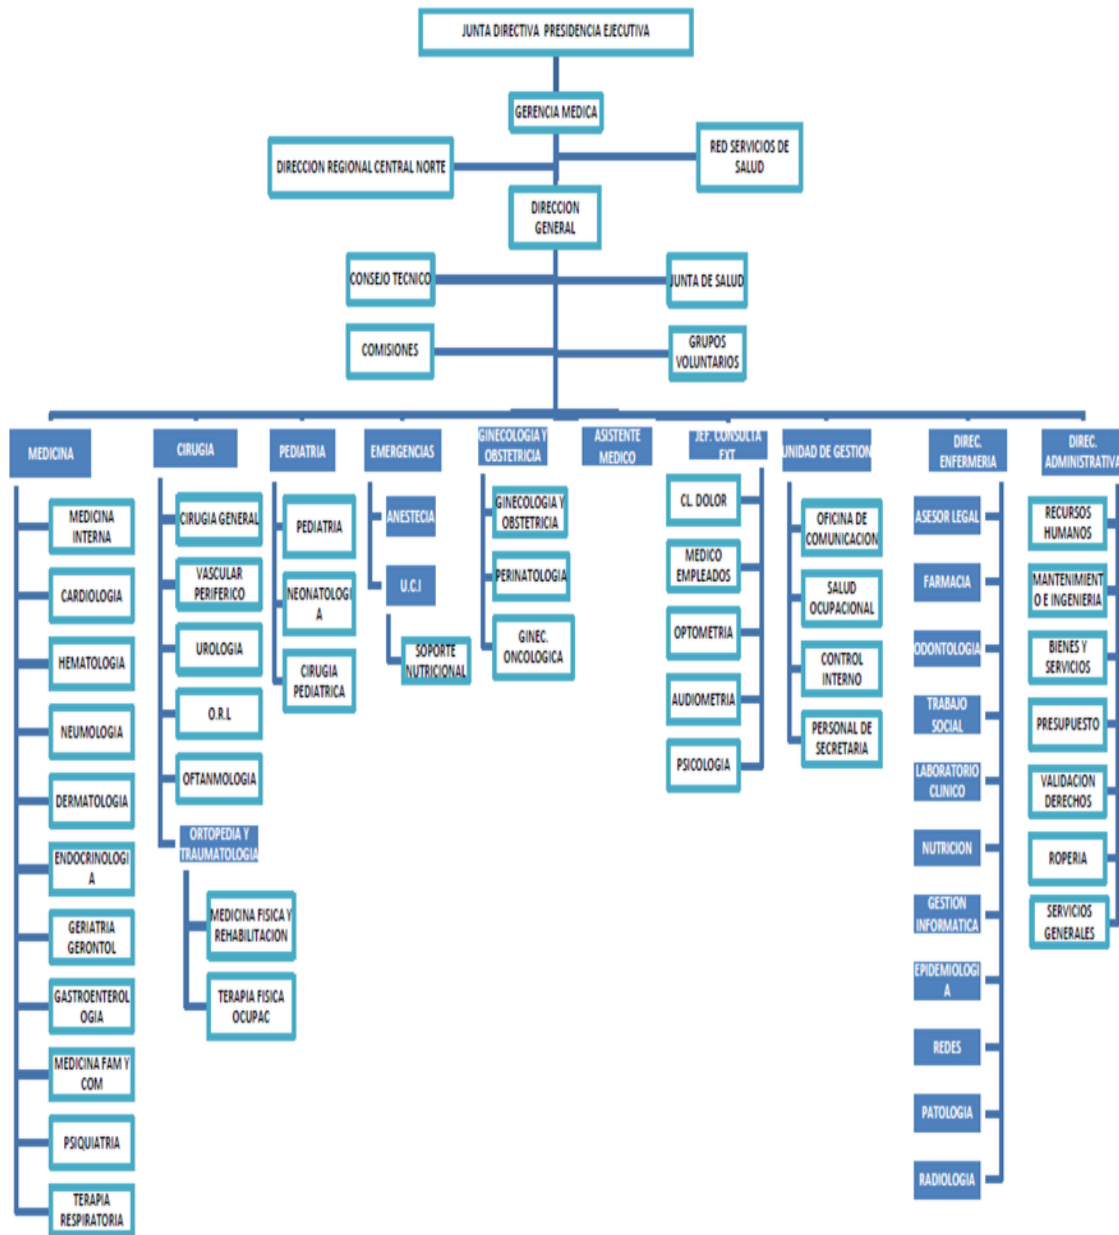 JUNTA DIRECTIVA PRESIDENCIA EJECUTIVA
GERENCIA MEDICA
DIRECCION REGIONAL CENTRAL NORTE
RED SERVICIOS DE
SALUD
DIRECCION
GENERAL
CONSEJO TECNICO
JUNTA DE SALUD
COMISIONES
GRUPOS
VOLUNTARIOS
MEDICINA
MEDICINA
INTERNA
CARDIOLOGIA
HEMATOLOGIA
NEUMOLOGIA
DERMATOLOGIA
ENDOCRINOLOGI
A
GERIATRIA
GERONTOL
GASTROENTEROL
OGIA
MEDICINA FAM Y
COM
PSIQUIATRIA
TERAPIA
RESPIRATORIA
CIRUGIA
CIRUGIA GENERAL
VASCULAR
PERIFERICO
UROLOGIA
O.R.L
OFTANMOLOGIA
ORTOPEDIA Y
TRAUMATOLOGIA
MEDICINA FISICA Y
REHABILITACION
TERAPIA FISICA
OCUPAC
PEDIATRIA
PEDIATRIA
NEONATOLOGI
A
CIRUGIA
PEDIATRICA
EMERGENCIAS
ANESTECIA
U.C.I
SOPORTE
NUTRICIONAL
GINECOLOGIA Y
OBSTETRICIA
GINECOLOGIA Y
OBSTETRICIA
PERINATOLOGIA
GINEC.
ONCOLOGICA
ASISTENTE
MEDICO
JEF. CONSULTA
EXT
CL. DOLOR
MEDICO
EMPLEADOS
OPTOMETRIA
AUDIOMETRIA
PSICOLOGIA
UNIDAD DE GESTION
OFICINA DE
COMUNICACION
SALUD
OCUPACIONAL
CONTROL
INTERNO
PERSONAL DE
SECRETARIA
DIREC.
ENFERMERIA
ASESOR LEGAL
FARMACIA
ODONTOLOGIA
TRABAJO
SOCIAL
LABORATORIO
CLINICO
NUTRICION
GESTION
INFORMATICA
EPIDEMIOLOGI
A
REDES
PATOLOGIA
RADIOLOGIA
DIREC.
ADMINISTRATIVA
RECURSOS
HUMANOS
MANTENIMIENT
O E INGENIERIA
BIENES Y
SERVICIOS
PRESUPUESTO
VALIDACION
DERECHOS
ROPERIA
SERVICIOS
GENERALES